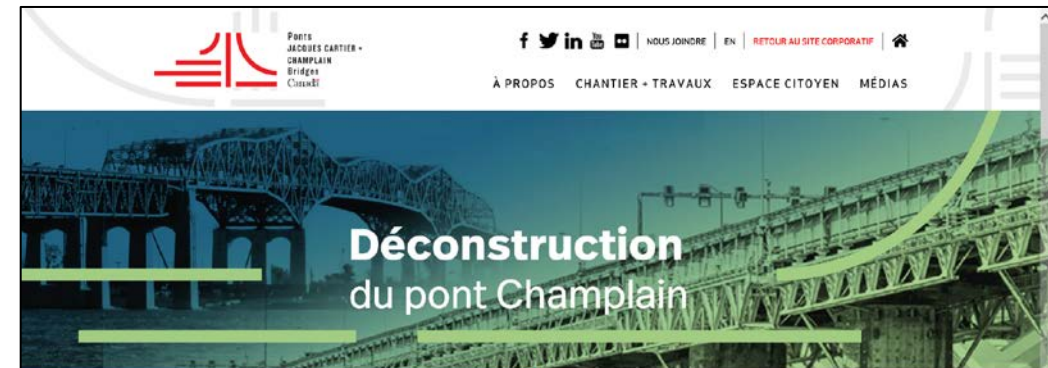 Ponts
JACQUES CARTIER +
CHAMPLAIN
Bridges
Canada
NOUS JOINDRE | EN | RETOUR AU SITE CORPORATIF
À PROPOS CHANTIER + TRAVAUX ESPACE CITOYEN MÉDIAS
Déconstruction
du pont Champlain